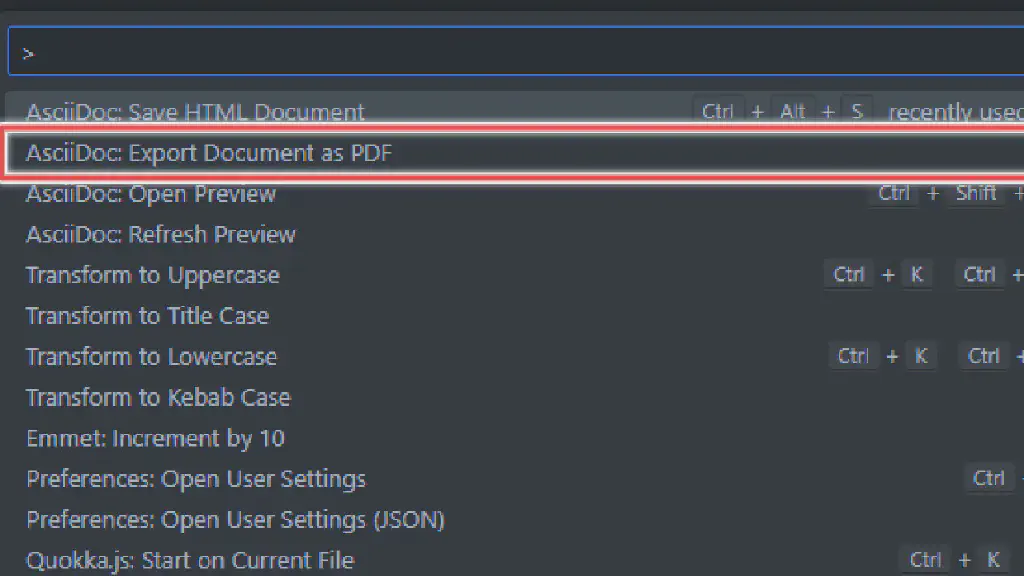 >
AsciiDoc: Save HTML Document Ctrl + Alt + S recently used
AsciiDoc: Export Document as PDF
AsciiDoc: Open Preview Ctrl + Shift +
AsciiDoc: Refresh Preview
Transform to Uppercase Ctrl + K Ctrl +
Transform to Title Case
Transform to Lowercase Ctrl + K Ctrl +
Transform to Kebab Case
Emmet: Increment by 10
Preferences: Open User Settings Ctrl
Preferences: Open User Settings (JSON)
Quokka.js: Start on Current File Ctrl + K